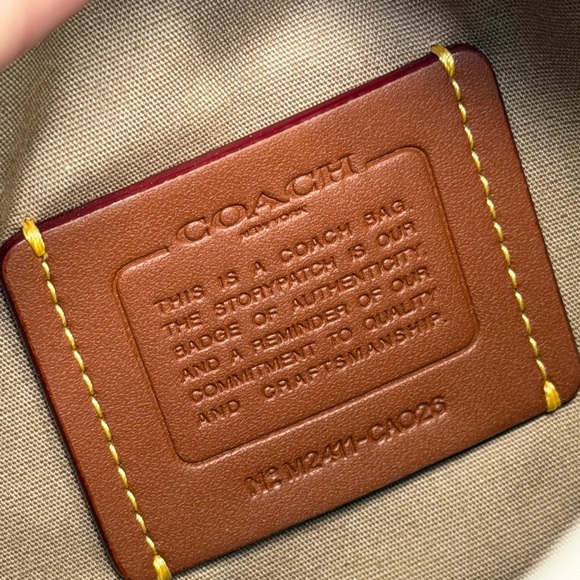 COACH
NEW YORK
THIS IS A COACH BAG.
THE STORYPATCH IS OUR
BADGE OF AUTHENTICITY,
AND A REMINDER OF OUR
COMMITMENT TO QUALITY
AND CRAFTSMANSHIP.
Nº M2411-CA026